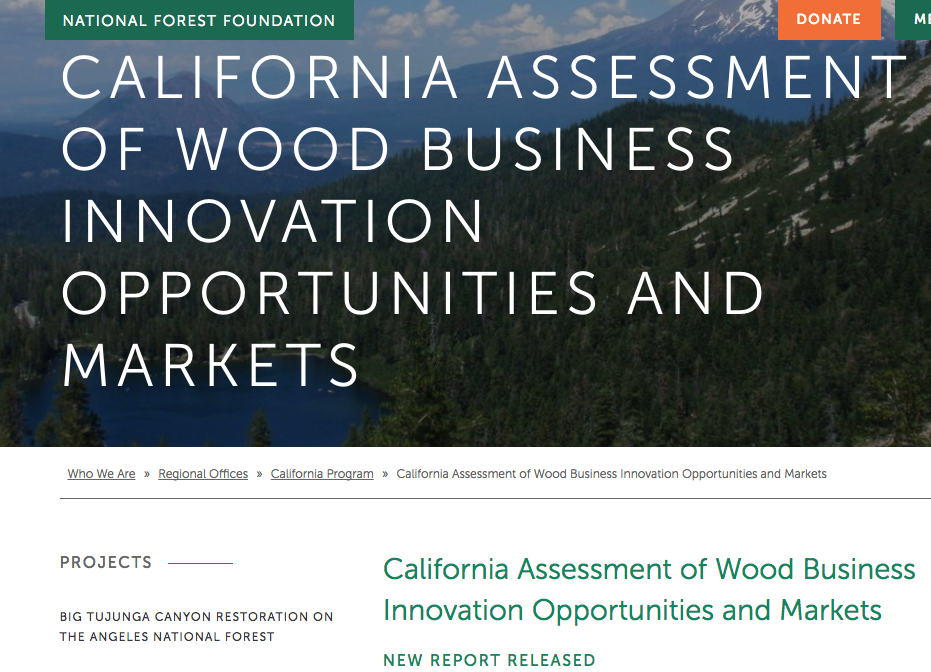 NATIONAL FOREST FOUNDATION
DONATE
CALIFORNIA ASSESSMENT
OF WOOD BUSINESS
INNOVATION
OPPORTUNITIES AND
MARKETS
Who We Are » Regional Offices » California Program » California Assessment of Wood Business Innovation Opportunities and Markets
PROJECTS
BIG TUJUNGA CANYON RESTORATION ON
THE ANGELES NATIONAL FOREST
California Assessment of Wood Business
Innovation Opportunities and Markets
NEW REPORT RELEASED